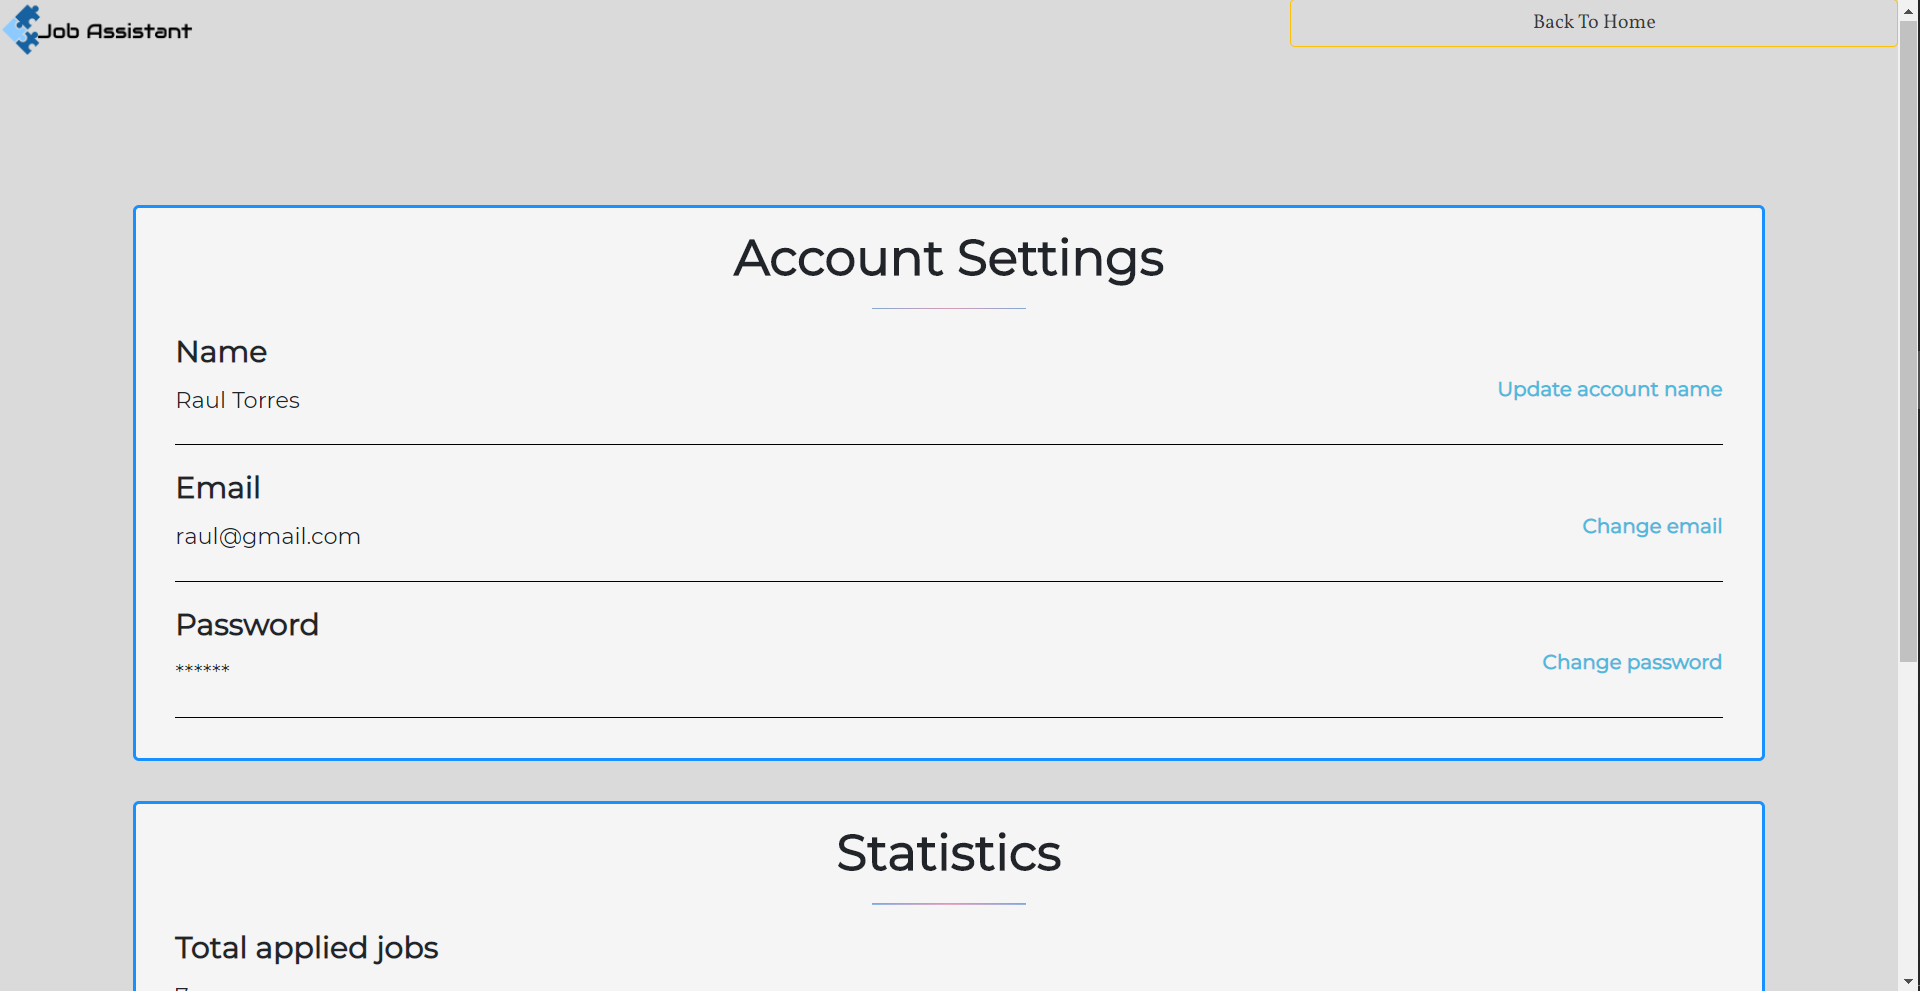 Job Assistant
Back To Home
Account Settings
Name
Raul Torres
Update account name
Email
raul@gmail.com
Change email
Password
******
Change password
Statistics
Total applied jobs